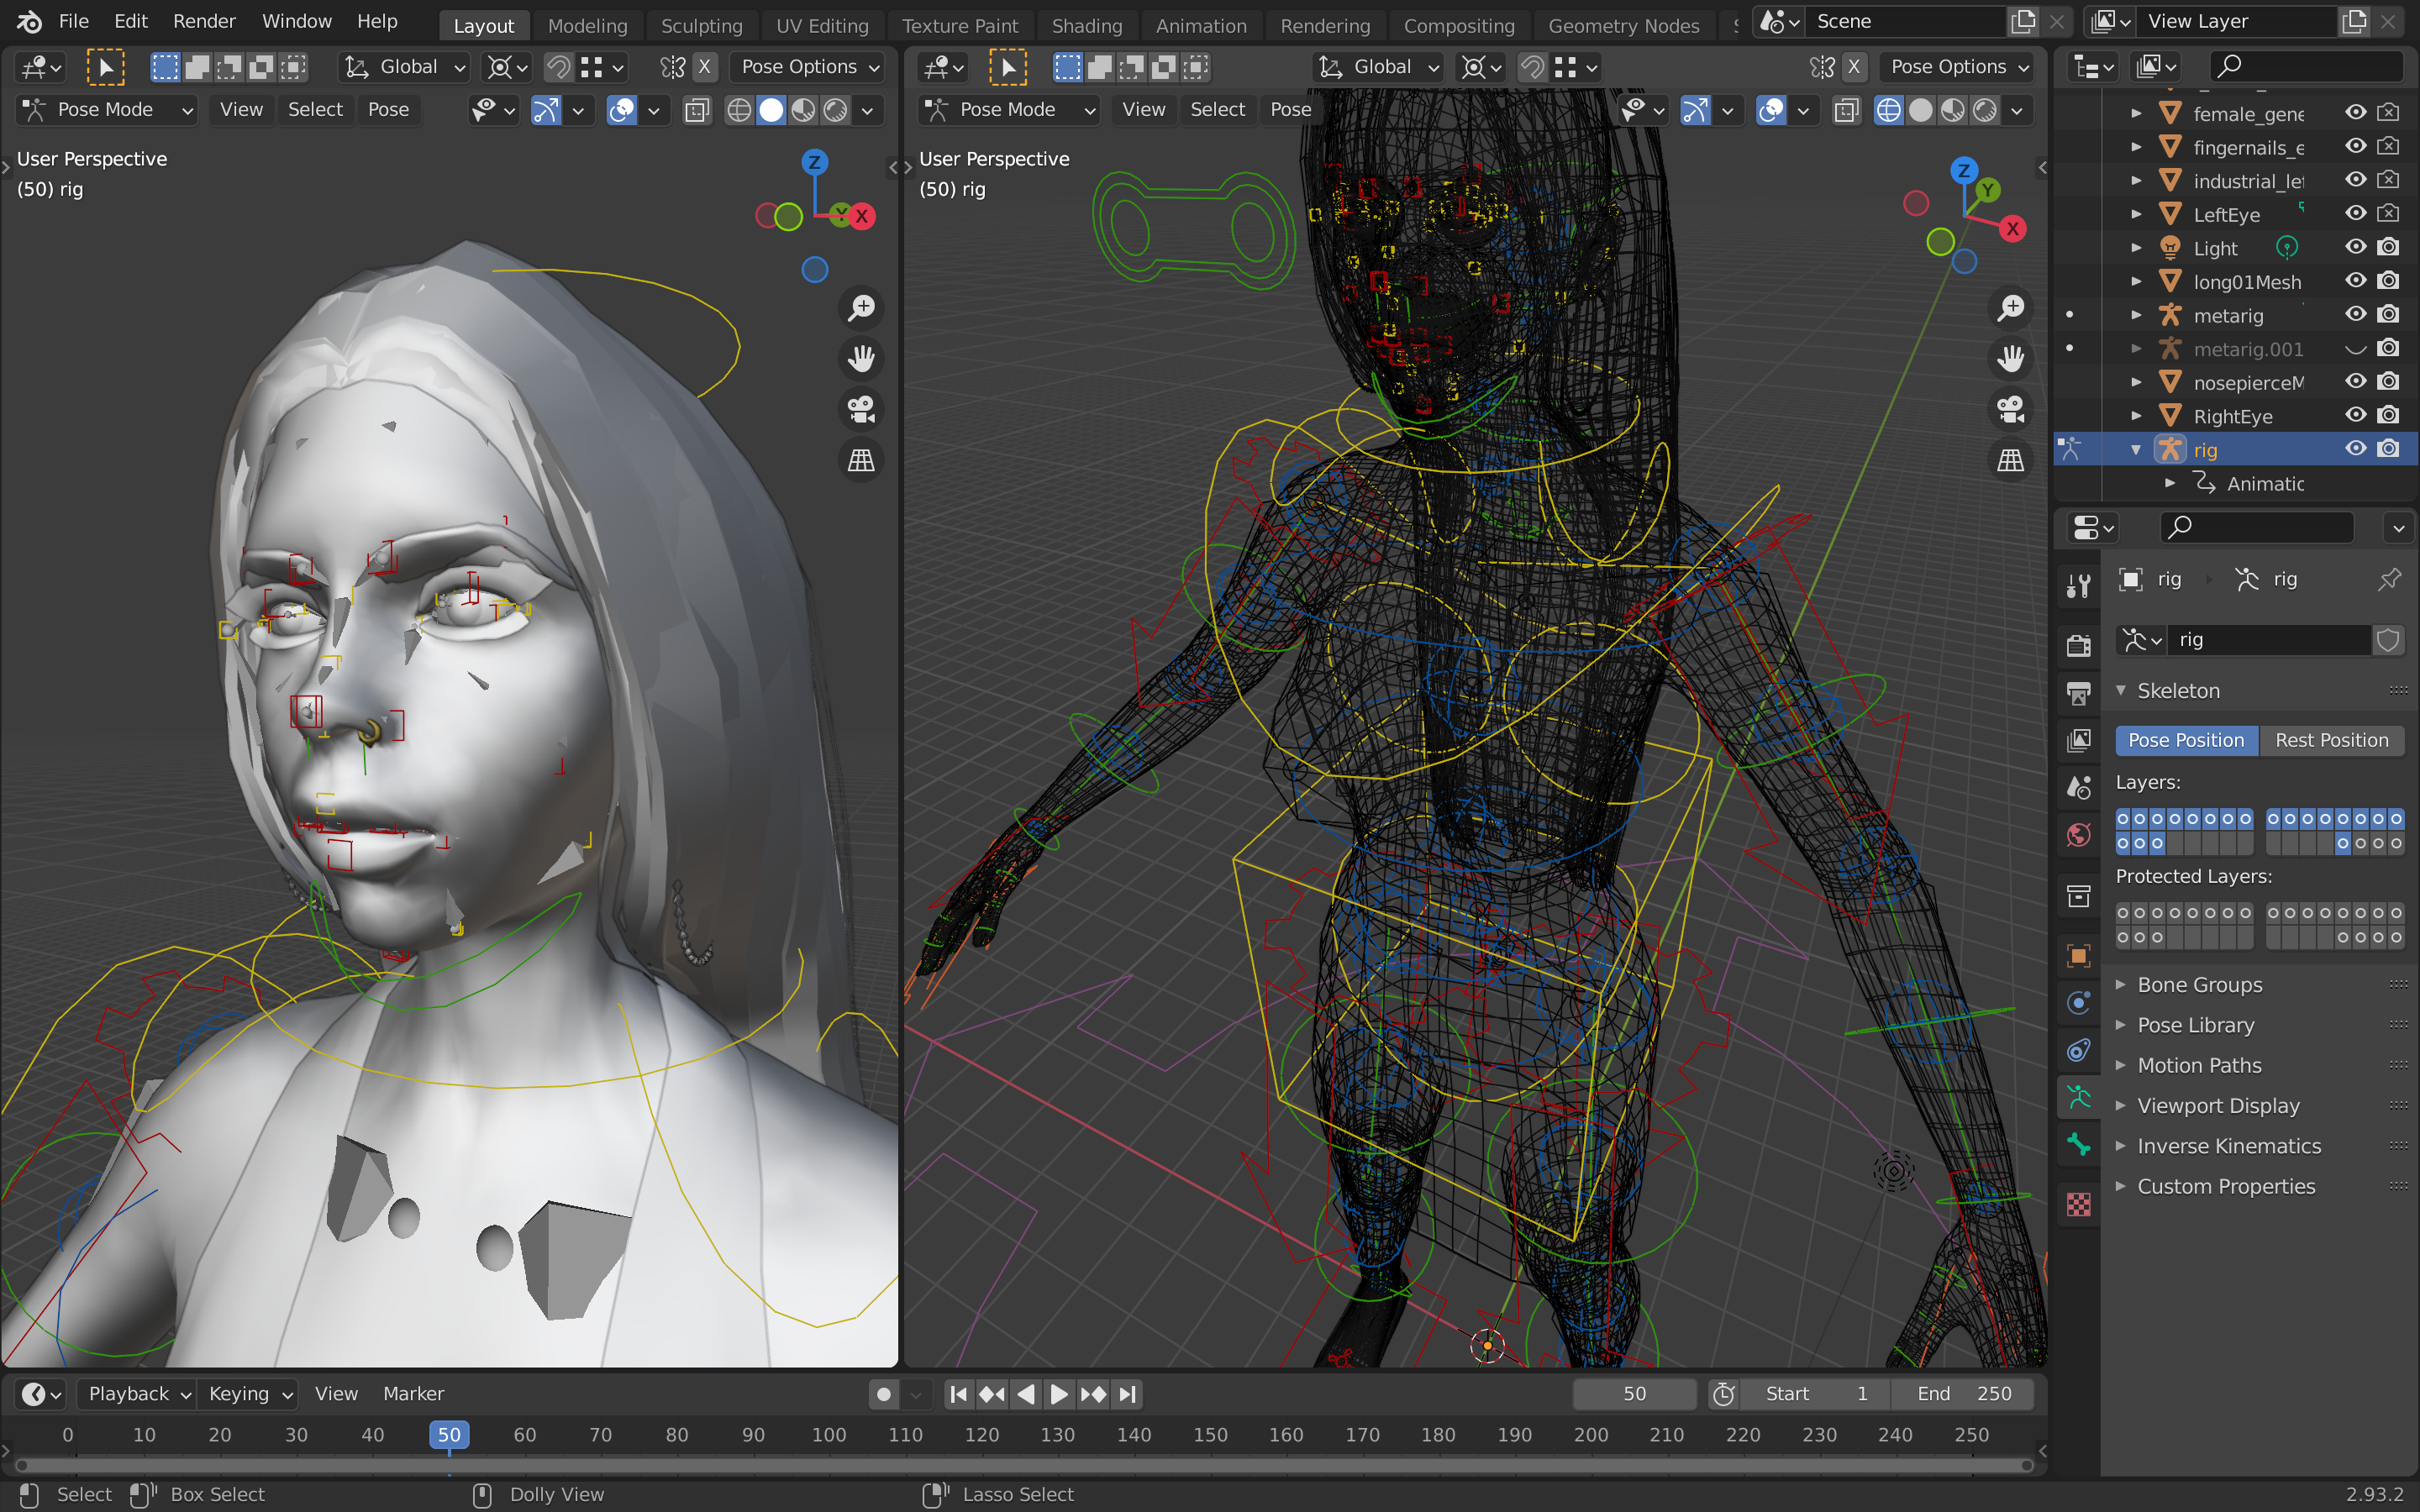 File Edit Render Window Help Layout Modeling Sculpting UV Editing Texture Paint Shading Animation Rendering Compositing Geometry Nodes Scene View Layer
Global X Pose Options Global X Pose Options
Pose Mode View Select Pose Pose Mode View Select Pose
User Perspective
(50) rig
Z
Y X
User Perspective
(50) rig
Z
Y
X
female_gene
fingernails_e
industrial_le
LeftEye
Light
long01Mesh
metarig
metarig.001
nosepierceM
RightEye
rig
Animatic
rig rig
rig
Skeleton
Pose Position Rest Position
Layers:
Protected Layers:
Bone Groups
Pose Library
Motion Paths
Viewport Display
Inverse Kinematics
Custom Properties
Playback Keying View Marker 50 Start 1 End 250
0 10 20 30 40 50 60 70 80 90 100 110 120 130 140 150 160 170 180 190 200 210 220 230 240 250
Select Box Select Dolly View Lasso Select 2.93.2